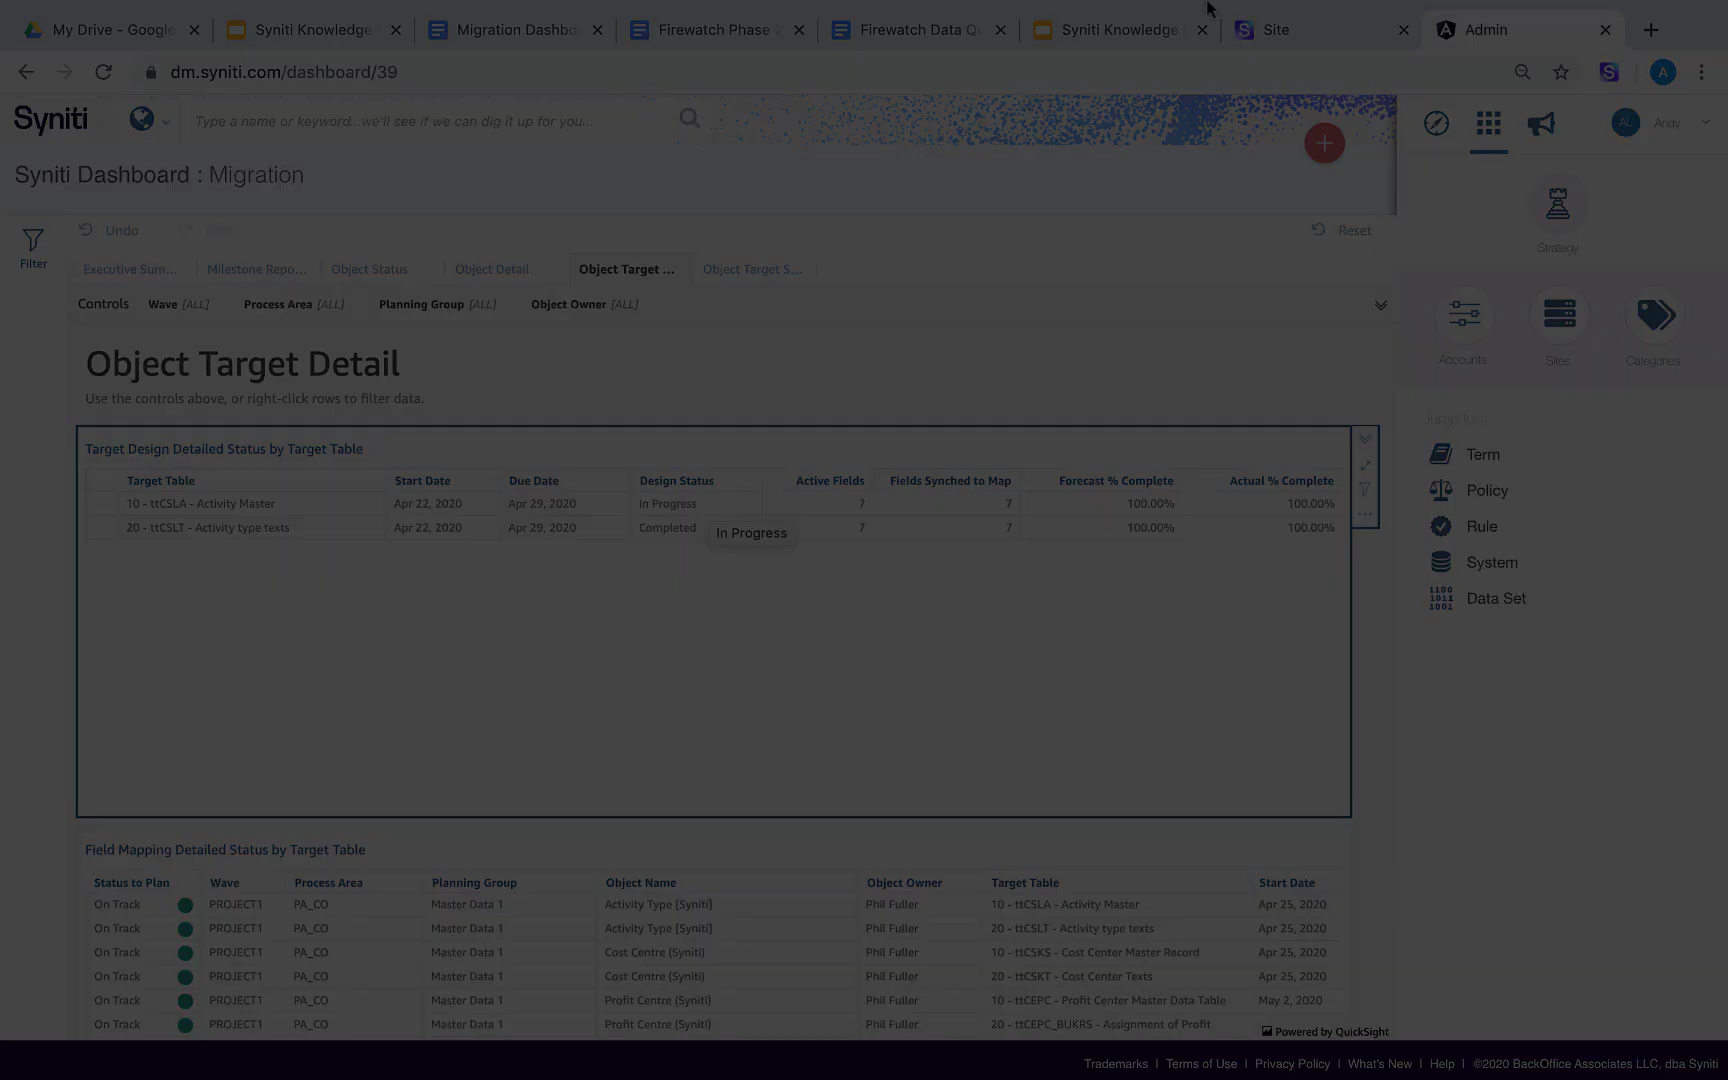 My Drive - Google
Syniti Knowledge
Migration Dashbo
Firewatch Phase 2
Firewatch Data Q
Syniti Knowledge
Site
Admin
dm.syniti.com/dashboard/39
A
Syniti
Type a name or keyword...we'll see if we can dig it up for you...
AL
Andy
Syniti Dashboard : Migration
Strategy
Filter
Undo
Reset
Executive Sum...
Milestone Repo...
Object Status
Object Detail
Object Target ...
Object Target S...
Controls
Wave [ALL]
Process Area [ALL]
Planning Group [ALL]
Object Owner [ALL]
Accounts
Sites
Categories
Object Target Detail
Use the controls above, or right-click rows to filter data.
Jump to...
Term
Policy
Rule
System
Data Set
Target Design Detailed Status by Target Table
Target Table Start Date Due Date Design Status Active Fields Fields Synched to Map Forecast % Complete Actual % Complete
10 - ttCSLA - Activity Master Apr 22, 2020 Apr 29, 2020 In Progress 7 7 100.00% 100.00%
20 - ttCSLT - Activity type texts Apr 22, 2020 Apr 29, 2020 Completed 7 7 100.00% 100.00%
In Progress
Field Mapping Detailed Status by Target Table
Status to Plan Wave Process Area Planning Group Object Name Object Owner Target Table Start Date
On Track PROJECT1 PA_CO Master Data 1 Activity Type [Syniti] Phil Fuller 10 - ttCSLA - Activity Master Apr 25, 2020
On Track PROJECT1 PA_CO Master Data 1 Activity Type [Syniti] Phil Fuller 20 - ttCSLT - Activity type texts Apr 25, 2020
On Track PROJECT1 PA_CO Master Data 1 Cost Centre (Syniti) Phil Fuller 10 - ttCSKS - Cost Center Master Record Apr 25, 2020
On Track PROJECT1 PA_CO Master Data 1 Cost Centre (Syniti) Phil Fuller 20 - ttCSKT - Cost Center Texts Apr 25, 2020
On Track PROJECT1 PA_CO Master Data 1 Profit Centre (Syniti) Phil Fuller 10 - ttCEPC - Profit Center Master Data Table May 2, 2020
On Track PROJECT1 PA_CO Master Data 1 Profit Centre (Syniti) Phil Fuller 20 - ttCEPC_BUKRS - Assignment of Profit
Powered by QuickSight
Trademarks | Terms of Use | Privacy Policy | What's New | Help | ©2020 BackOffice Associates LLC, dba Syniti